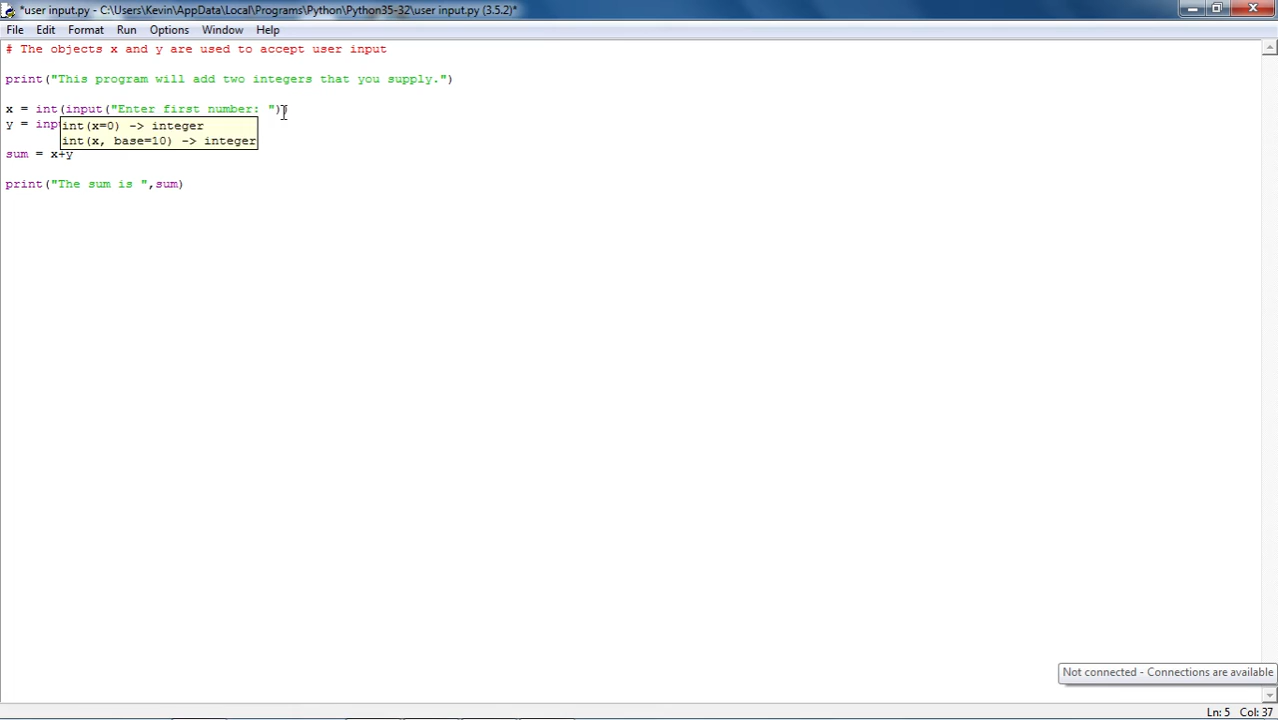 *user input.py - C:\Users\Kevin\AppData\Local\Programs\Python\Python35-32\user input.py (3.5.2)*
File Edit Format Run Options Window Help
# The objects x and y are used to accept user input
print("This program will add two integers that you supply.")
x = int(input("Enter first number: "))
y = inp
int(x=0) -> integer
int(x, base=10) -> integer
sum = x+y
print("The sum is ",sum)
Not connected - Connections are available
Ln: 5 Col: 37